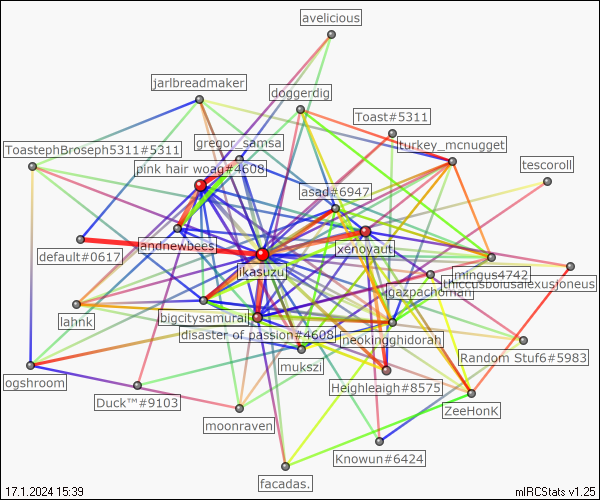 avelicious
jarlbreadmaker
doggerdig
Toast#5311
gregor_samsa
turkey_mcnugget
ToastephBroseph5311#5311
pink hair woag#4608
tescoroll
asad#6947
landnewbees
xenoyaut
default#0617
ikasuzu
mingus4742
thiccusbolusalexusjoneus
igazpachoman
lahnk
bigcitysamurai
disaster of passion#4608
neokingghidorah
Random Stuf6#5983
mukszi
ogshroom
Heighleaigh#8575
Duck™#9103
ZeeHonK
moonraven
Knowun#6424
facadas.
17.1.2024 15:39
mIRCStats v1.25